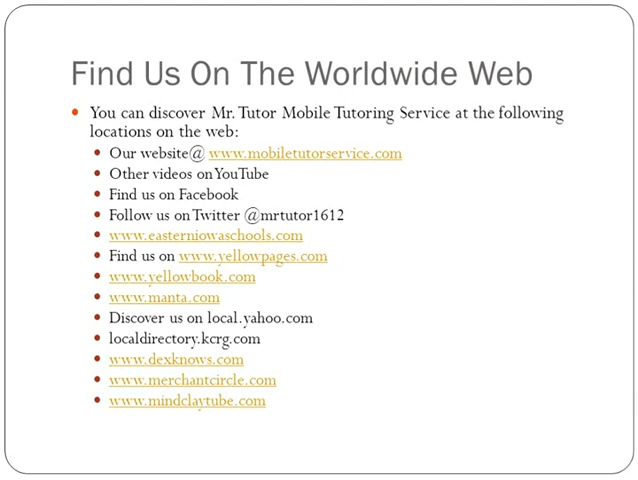 Find Us On The Worldwide Web
• You can discover Mr. Tutor Mobile Tutoring Service at the following
locations on the web:
• Our website@ www.mobiletutorservice.com
• Other videos on YouTube
• Find us on Facebook
• Follow us on Twitter @mrtutor1612
• www.easterniowaschools.com
• Find us on www.yellowpages.com
• www.yellowbook.com
• www.manta.com
• Discover us on local.yahoo.com
• localdirectory.kcrg.com
• www.dexknows.com
• www.merchantcircle.com
• www.mindclaytube.com